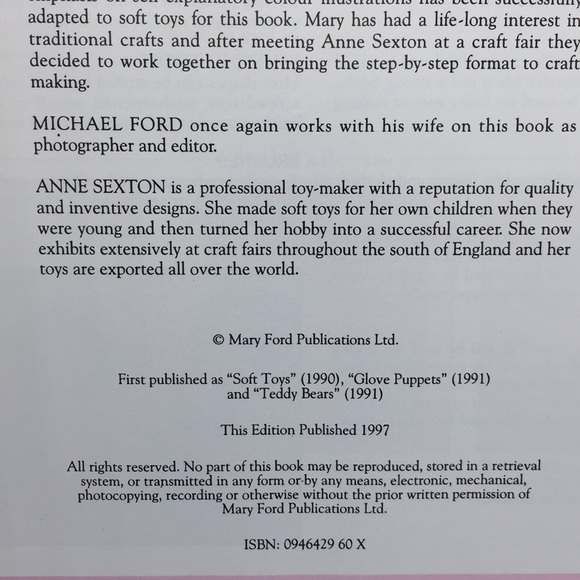 adapted to soft toys for this book. Mary has had a life-long interest in
traditional crafts and after meeting Anne Sexton at a craft fair they
decided to work together on bringing the step-by-step format to craft
making.
MICHAEL FORD once again works with his wife on this book as
photographer and editor.
ANNE SEXTON is a professional toy-maker with a reputation for quality
and inventive designs. She made soft toys for her own children when they
were young and then turned her hobby into a successful career. She now
exhibits extensively at craft fairs throughout the south of England and her
toys are exported all over the world.
© Mary Ford Publications Ltd.
First published as “Soft Toys” (1990), “Glove Puppets” (1991)
and “Teddy Bears” (1991)
This Edition Published 1997
All rights reserved. No part of this book may be reproduced, stored in a retrieval
system, or transmitted in any form or by any means, electronic, mechanical,
photocopying, recording or otherwise without the prior written permission of
Mary Ford Publications Ltd.
ISBN: 0946429 60 X